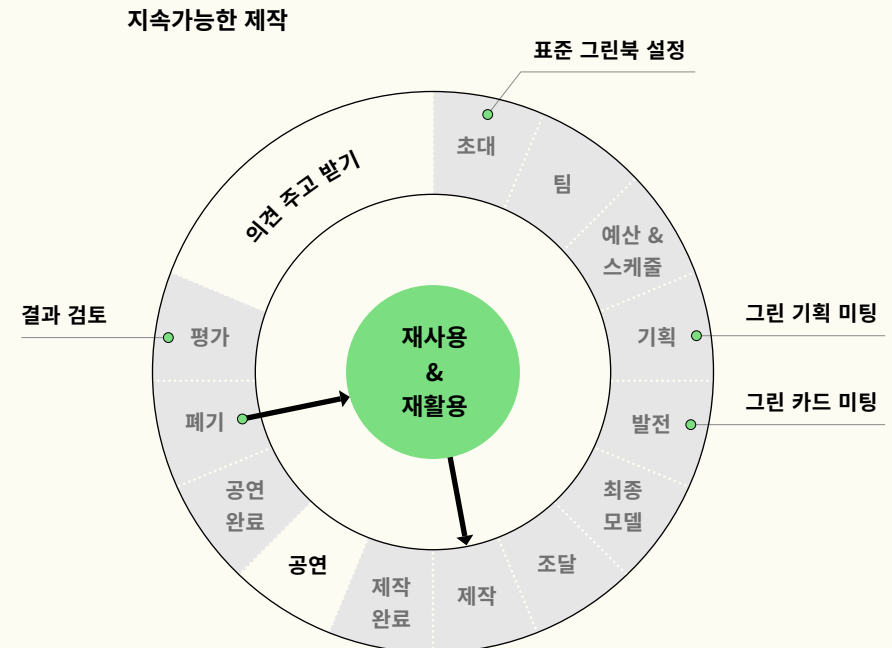 지속가능한 제작
표준 그린북 설정
초대
팀
예산 &
스케줄
그린 기획 미팅
기획
그린 카드 미팅
발전
최종
모델
조달
제작
제작
완료
공연
공연
완료
폐기
평가
결과 검토
의견 주고 받기
재사용
&
재활용